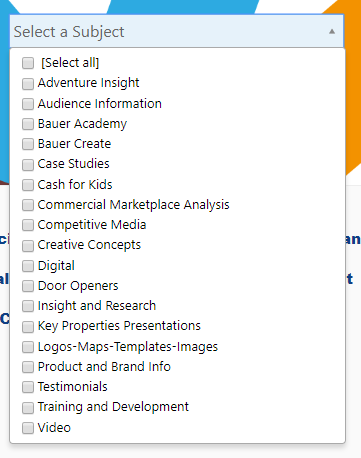 Select a Subject
[Select all]
Adventure Insight
Audience Information
Bauer Academy
Bauer Create
Case Studies
Cash for Kids
Commercial Marketplace Analysis
Competitive Media
Creative Concepts
Digital
Door Openers
Insight and Research
Key Properties Presentations
Logos-Maps-Templates-Images
Product and Brand Info
Testimonials
Training and Development
Video